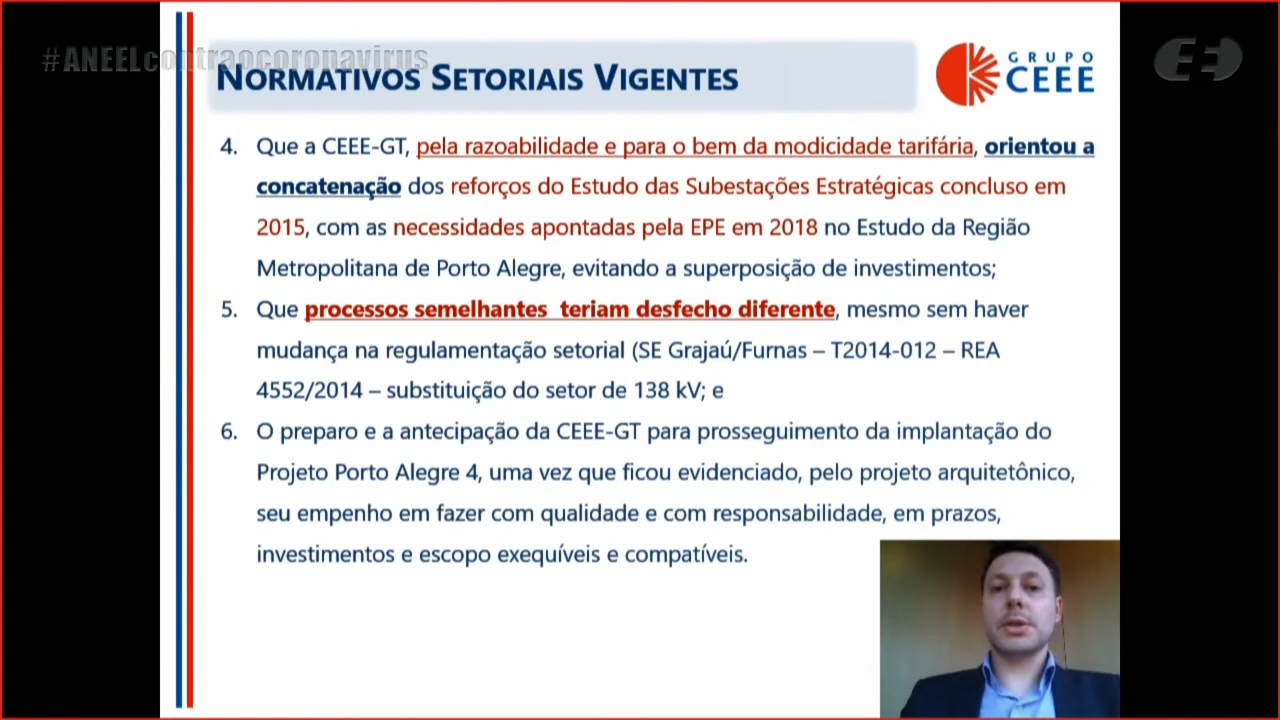 #ANEELcontraocoronavirus
NORMATIVOS SETORIAIS VIGENTES
GRUPO
CEEE
4. Que a CEEE-GT, pela razoabilidade e para o bem da modicidade tarifária, orientou a
concatenação dos reforços do Estudo das Subestações Estratégicas concluso em
2015, com as necessidades apontadas pela EPE em 2018 no Estudo da Região
Metropolitana de Porto Alegre, evitando a superposição de investimentos;
5. Que processos semelhantes teriam desfecho diferente, mesmo sem haver
mudança na regulamentação setorial (SE Grajaú/Furnas – T2014-012 – REA
4552/2014 – substituição do setor de 138 kV; e
6. O preparo e a antecipação da CEEE-GT para prosseguimento da implantação do
Projeto Porto Alegre 4, uma vez que ficou evidenciado, pelo projeto arquitetônico,
seu empenho em fazer com qualidade e com responsabilidade, em prazos,
investimentos e escopo exequíveis e compatíveis.